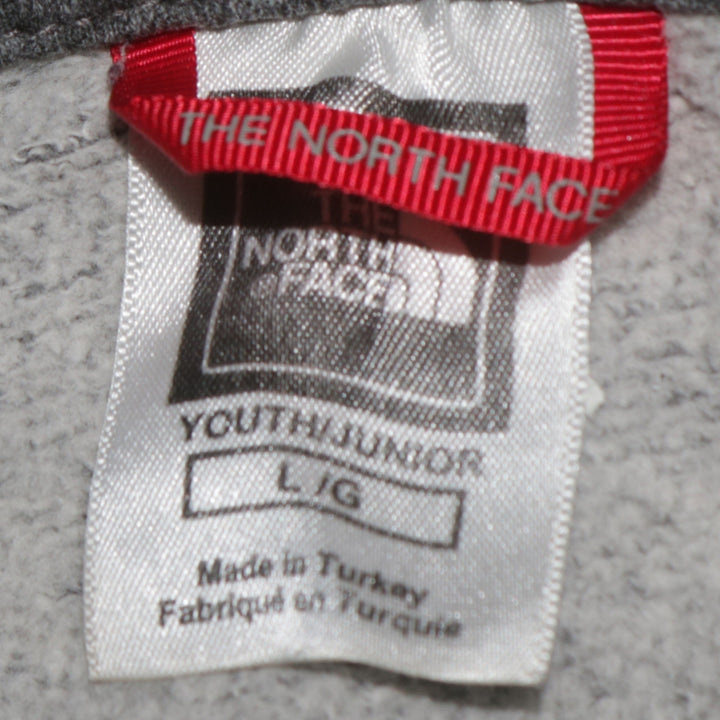 THE NORTH FACE
THE
NORTH
FACE
YOUTH/JUNIOR
L/G
Made in Turkey
Fabriqué en Turquie